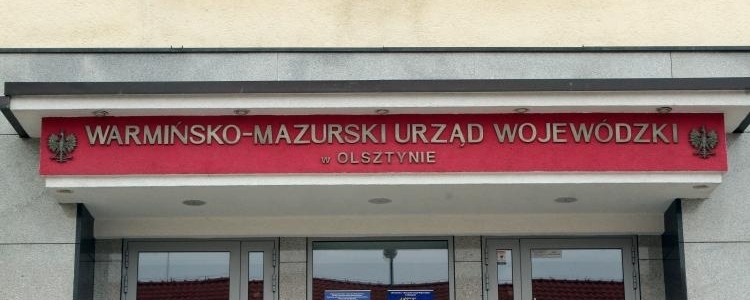 WARMIŃSKO-MAZURSKI URZĄD WOJEWÓDZKI
w OLSZTYNIE